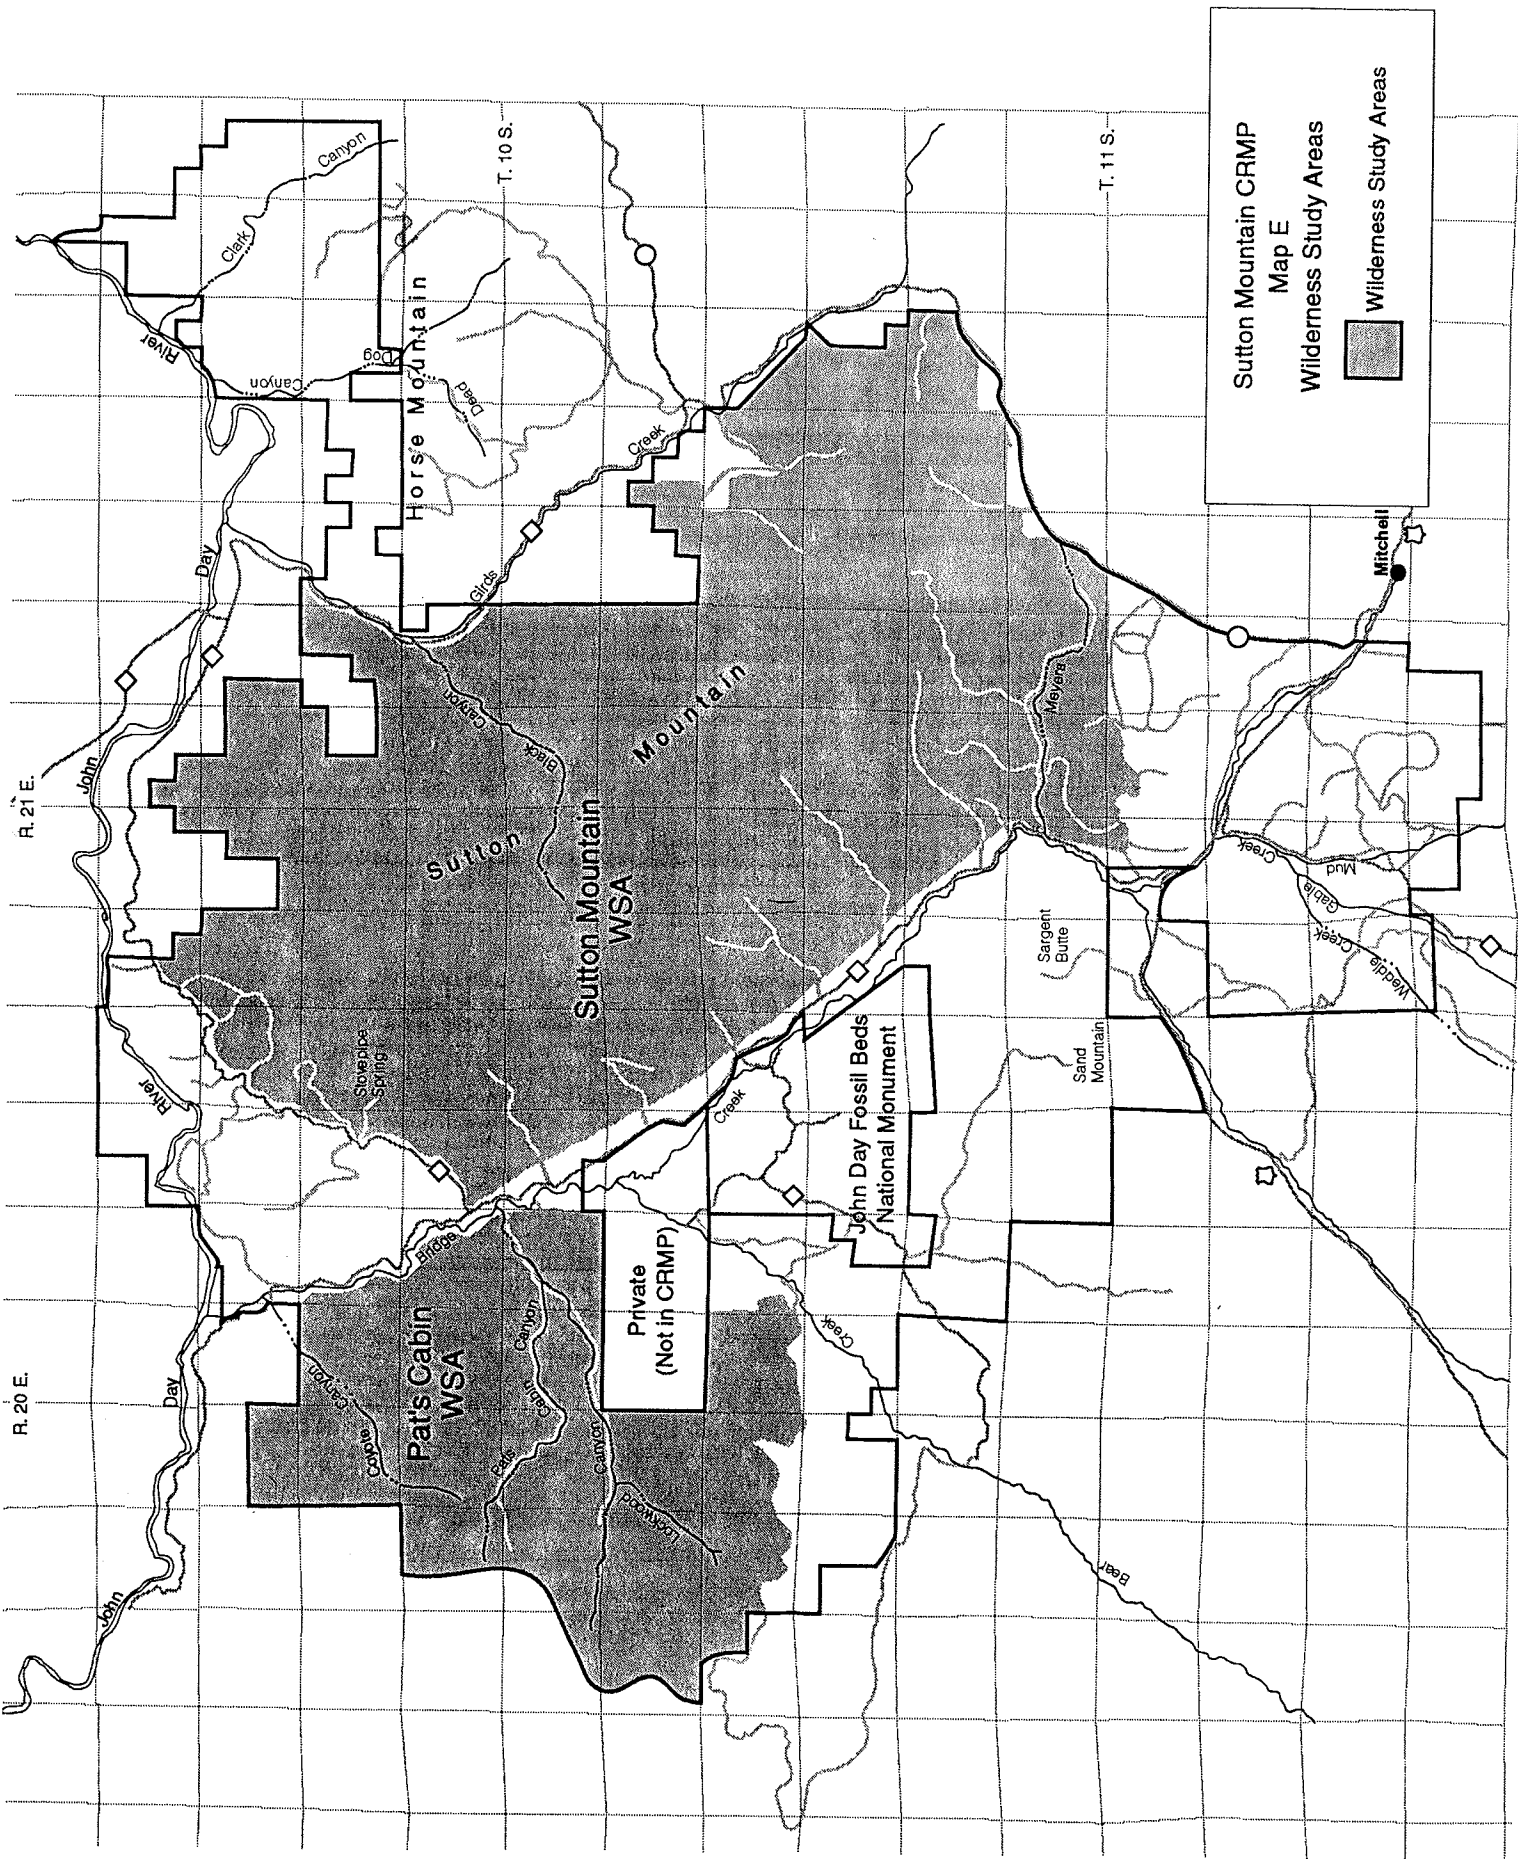 Sutton Mountain CRMP
Map E
Wilderness Study Areas
Wilderness Study Areas
R. 20 E.
R. 21 E.
T. 10 S.
T. 11 S.
John
Day
River
John
Day
River
Canyon
Clark
Canyon
Dog
Dead
Horse Mountain
Girds
Creek
Canyon
Black
Sutton
Mountain
Sutton Mountain
WSA
Stovepipe
Spring
Meyers
Mitchell
Bridge
Creek
Pat's Cabin
WSA
Coyote
Canyon
Pats
Cabin
Canyon
Canyon
Lockwood
Private
(Not in CRMP)
John Day Fossil Beds
National Monument
Sargent
Butte
Sand
Mountain
Bear
Creek
Creek
Mud
Gable
Creek
Weddle